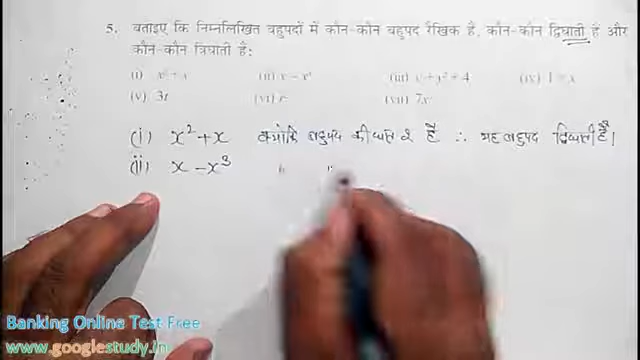 5. बताइए कि निम्नलिखित बहुपदों में कौन-कौन बहुपद रैखिक हैं, कौन-कौन द्विघाती हैं और
कौन-कौन त्रिघाती हैं:
(i) x² + x (ii) x – x³ (iii) y + y² + 4 (iv) 1 + x
(v) 3t (vi) r² (vii) 7x³
(i) x² + x क्योंकि बहुपद की घात 2 है ∴ यह बहुपद द्विघाती है।
(ii) x – x³ " "
Banking Online Test Free
www.googlestudy.in